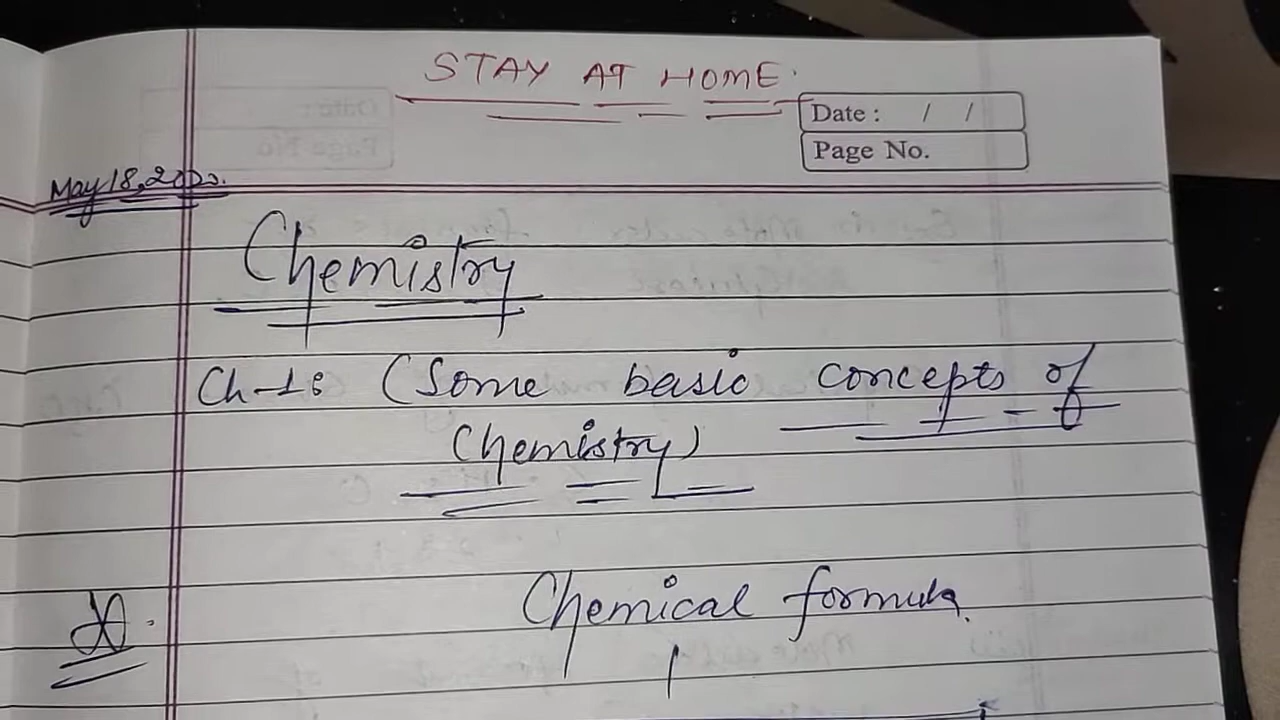 STAY AT HOME.
Date : / /
Page No.
May 18, 2020.
Chemistry
Ch-1: (Some basic concepts of
Chemistry)
Chemical formula.